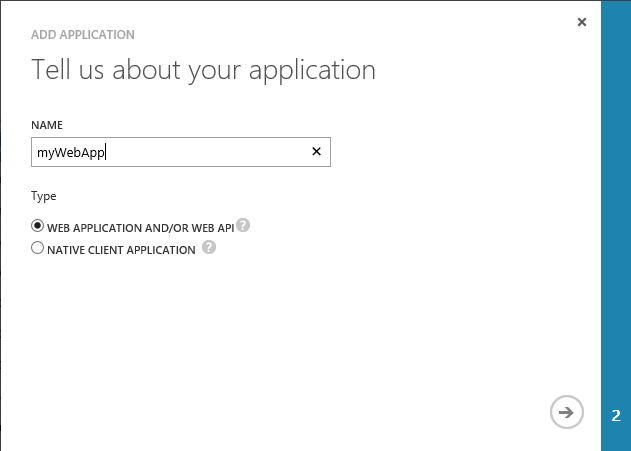 ADD APPLICATION
Tell us about your application
NAME
myWebApp
Type
WEB APPLICATION AND/OR WEB API ?
NATIVE CLIENT APPLICATION ?
2